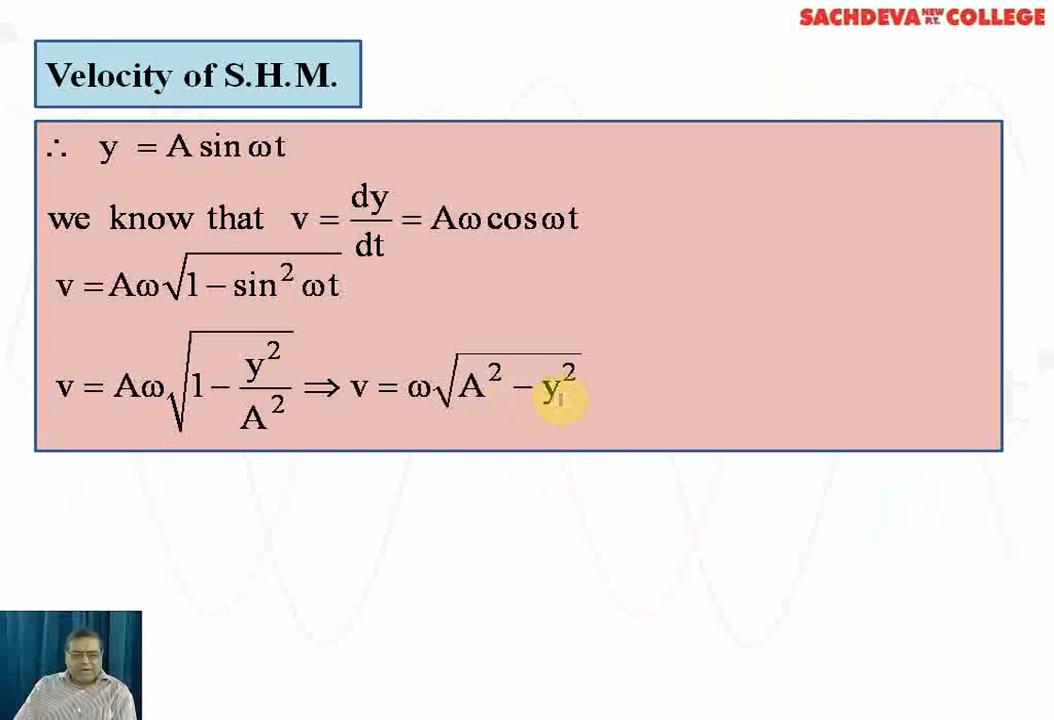 SACHDEVA NEW P.T. COLLEGE
Velocity of S.H.M.
∴ y = A sin ωt
we know that v = dy/dt = Aω cos ωt
v = Aω√(1 − sin² ωt)
v = Aω√(1 − y²/A²) ⇒ v = ω√(A² − y²)